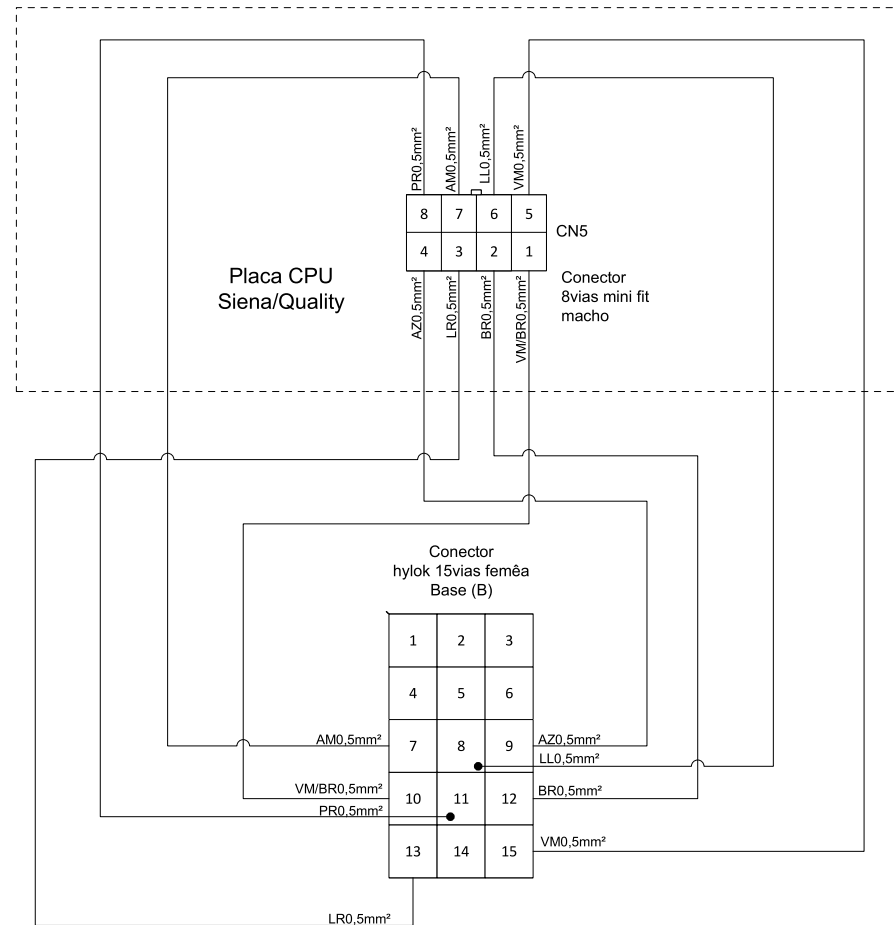 PR0,5mm²
AM0,5mm²
LL0,5mm²
VM0,5mm²
8 7 6 5
4 3 2 1
CN5
Placa CPU
Siena/Quality
Conector
8vias mini fit
macho
AZ0,5mm²
LR0,5mm²
BR0,5mm²
VM/BR0,5mm²
Conector
hylok 15vias femêa
Base (B)
1 2 3
4 5 6
AM0,5mm²
7 8 9
AZ0,5mm²
LL0,5mm²
VM/BR0,5mm²
10 11 12
BR0,5mm²
PR0,5mm²
13 14 15
VM0,5mm²
LR0,5mm²